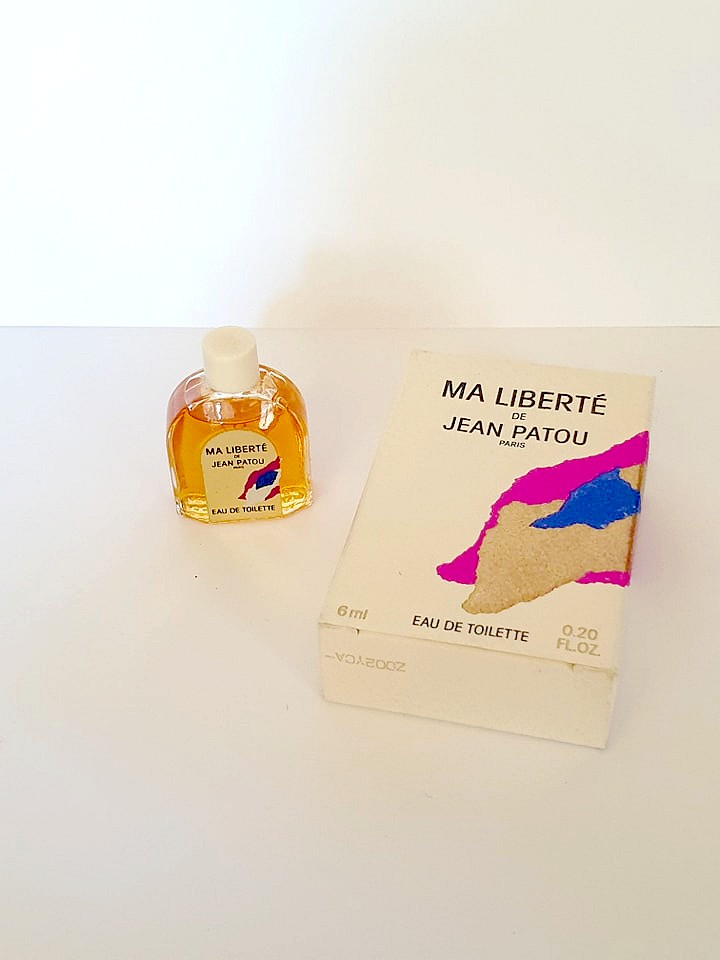 MA LIBERTÉ
DE
JEAN PATOU
PARIS
EAU DE TOILETTE
MA LIBERTÉ
DE
JEAN PATOU
PARIS
6 ml
EAU DE TOILETTE
0.20
FL.OZ.